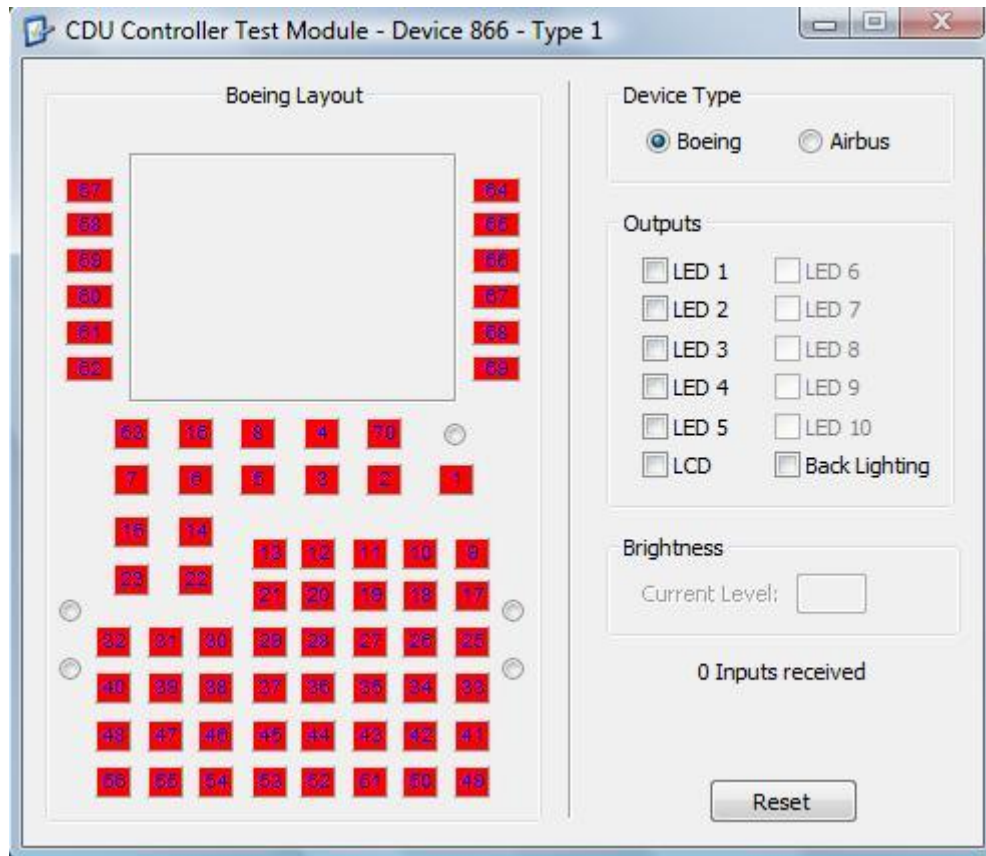 CDU Controller Test Module - Device 866 - Type 1
Boeing Layout
57 64
58
59
60 67
61 68
62 69
63 16 8 4 70
7 6 5 3 2 1
15 14
13 12 11 10 9
23 22
21 20 19 18 17
32 31 30 29 28 27 26 25
40 39 38 37 36 35 34 33
48 47 46 45 44 43 42 41
56 55 54 53 52 51 50 49
Device Type
Boeing Airbus
Outputs
LED 1 LED 6
LED 2 LED 7
LED 3 LED 8
LED 4 LED 9
LED 5 LED 10
LCD Back Lighting
Brightness
Current Level:
0 Inputs received
Reset